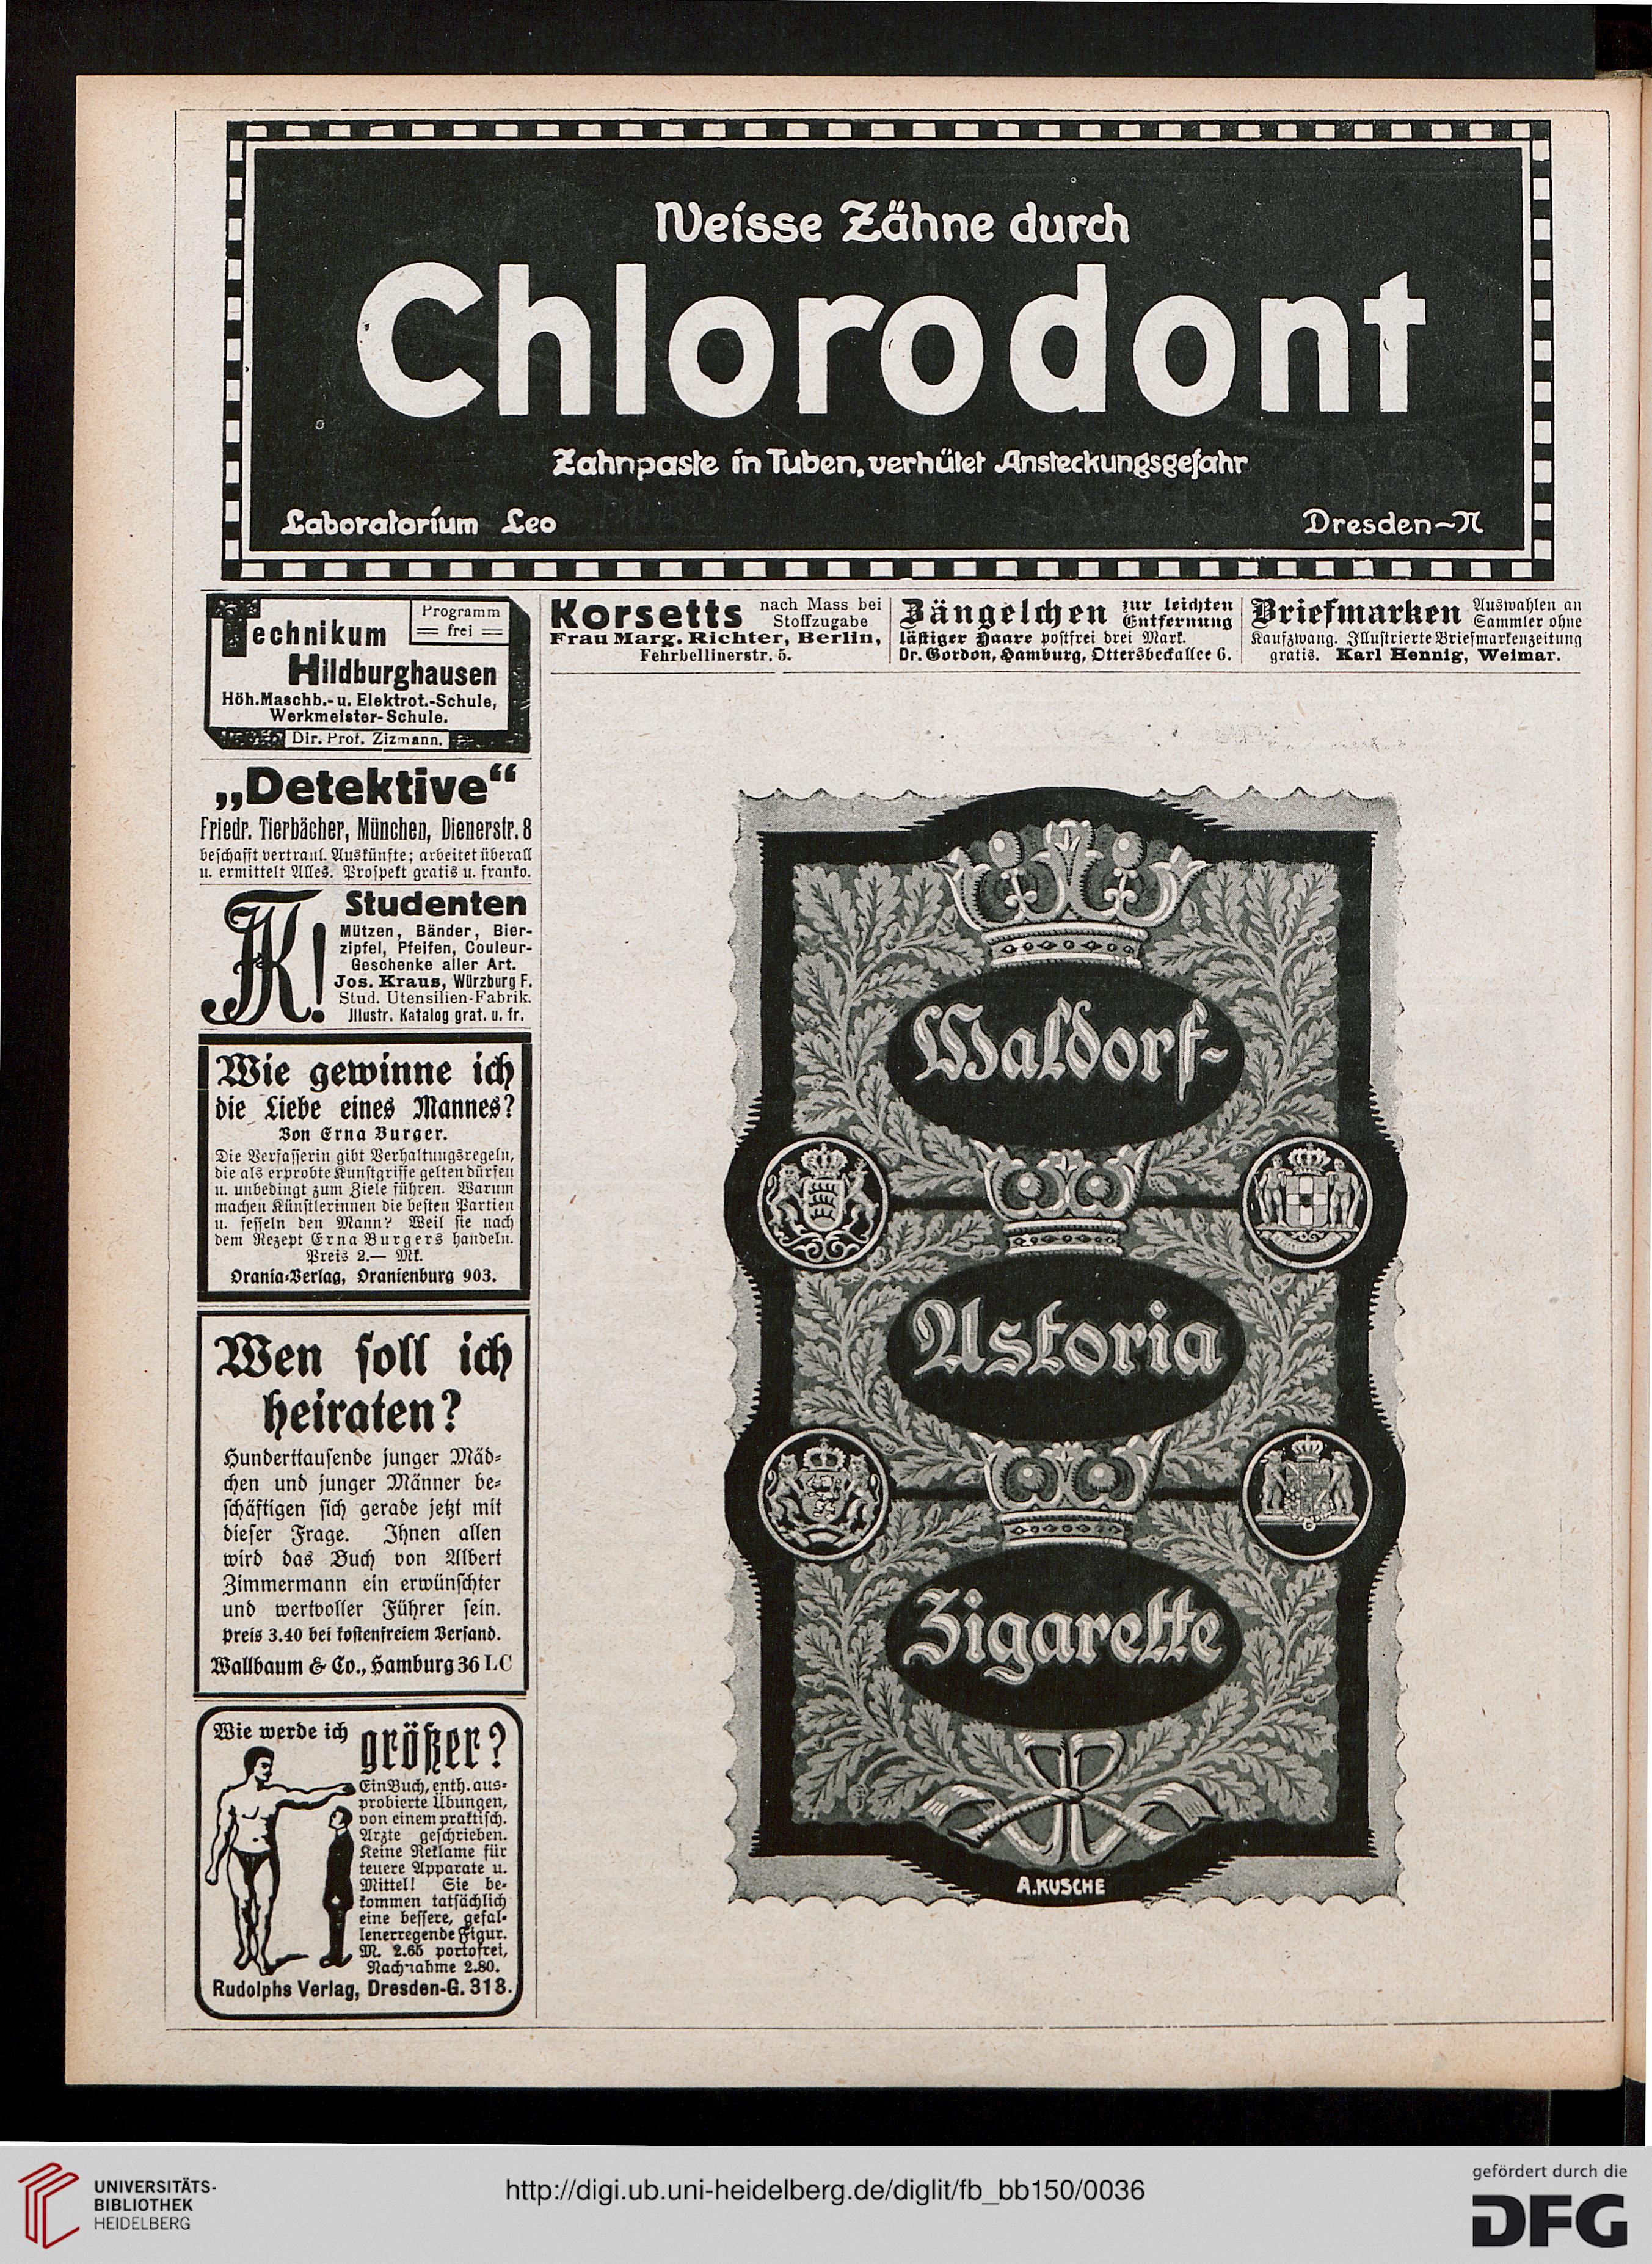 Weisse Zähne durch
Chlorodont
Zahnpaste in Tuben, verhütet Ansteckungsgefahr
Laboratorium Leo
Dresden-N
Technikum
Programm
frei
Hildburghausen
Höh. Maschb.- u. Elektrot.-Schule,
Werkmeister-Schule.
Dir. Prof. Zizmann.
Korsetts nach Mass bei
Stoffzugabe
Frau Marg. Richter, Berlin,
Fehrbellinerstr. 5.
Zängelchen zur leichten
Entfernung
lästiger Haare postfrei drei Mark.
Dr. Gordon, Hamburg, Ottersbeckallee 6.
Briefmarken Auswahlen an
Sammler ohne
Kaufzwang. Illustrierte Briefmarkenzeitung
gratis. Karl Hennig, Weimar.
„Detektive“
Friedr. Tierbächer, München, Dienerstr. 8
beschafft vertraul. Auskünfte; arbeitet überall
u. ermittelt Alles. Prospekt gratis u. franko.
JK!
Studenten
Mützen, Bänder, Bier-
zipfel, Pfeifen, Couleur-
Geschenke aller Art.
Jos. Kraus, Würzburg F.
Stud. Utensilien-Fabrik.
Jllustr. Katalog grat. u. fr.
Wie gewinne ich
die Liebe eines Mannes?
Von Erna Burger.
Die Verfasserin gibt Verhaltungsregeln,
die als erprobte Kunstgriffe gelten dürfen
u. unbedingt zum Ziele führen. Warum
machen Künstlerinnen die besten Partien
u. fesseln den Mann? Weil sie nach
dem Rezept Erna Burgers handeln.
Preis 2.— Mk.
Orania-Verlag, Oranienburg 903.
Wen soll ich
heiraten?
Hunderttausende junger Mäd-
chen und junger Männer be-
schäftigen sich gerade jetzt mit
dieser Frage. Ihnen allen
wird das Buch von Albert
Zimmermann ein erwünschter
und wertvoller Führer sein.
Preis 3.40 bei kostenfreiem Versand.
Wallbaum & Co., Hamburg 36 LC
Wie werde ich größer?
Ein Buch, enth. aus-
probierte Übungen,
von einem praktisch.
Arzte geschrieben.
Keine Reklame für
teuere Apparate u.
Mittel! Sie be-
kommen tatsächlich
eine bessere, gefal-
lenerregende Figur.
M. 2.65 portofrei,
Nachnahme 2.80.
Rudolphs Verlag, Dresden-G. 318.
Waldorf-
Astoria
Zigarette
A.KUSCHE
UNIVERSITÄTS-
BIBLIOTHEK
HEIDELBERG
http://digi.ub.uni-heidelberg.de/diglit/fb_bb150/0036
gefördert durch die
DFG